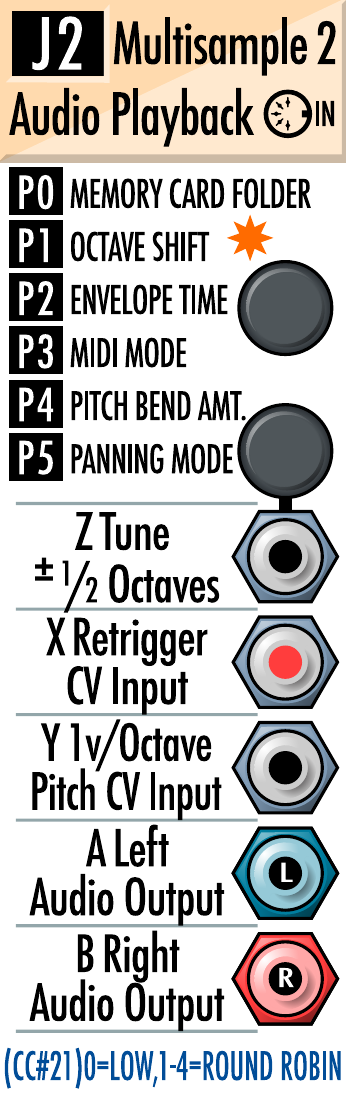 J2 Multisample 2
Audio Playback IN
P0 MEMORY CARD FOLDER
P1 OCTAVE SHIFT
P2 ENVELOPE TIME
P3 MIDI MODE
P4 PITCH BEND AMT.
P5 PANNING MODE
Z Tune
± 1/2 Octaves
X Retrigger
CV Input
Y 1v/Octave
Pitch CV Input
A Left
Audio Output
L
B Right
Audio Output
R
(CC#21)0=LOW,1-4=ROUND ROBIN